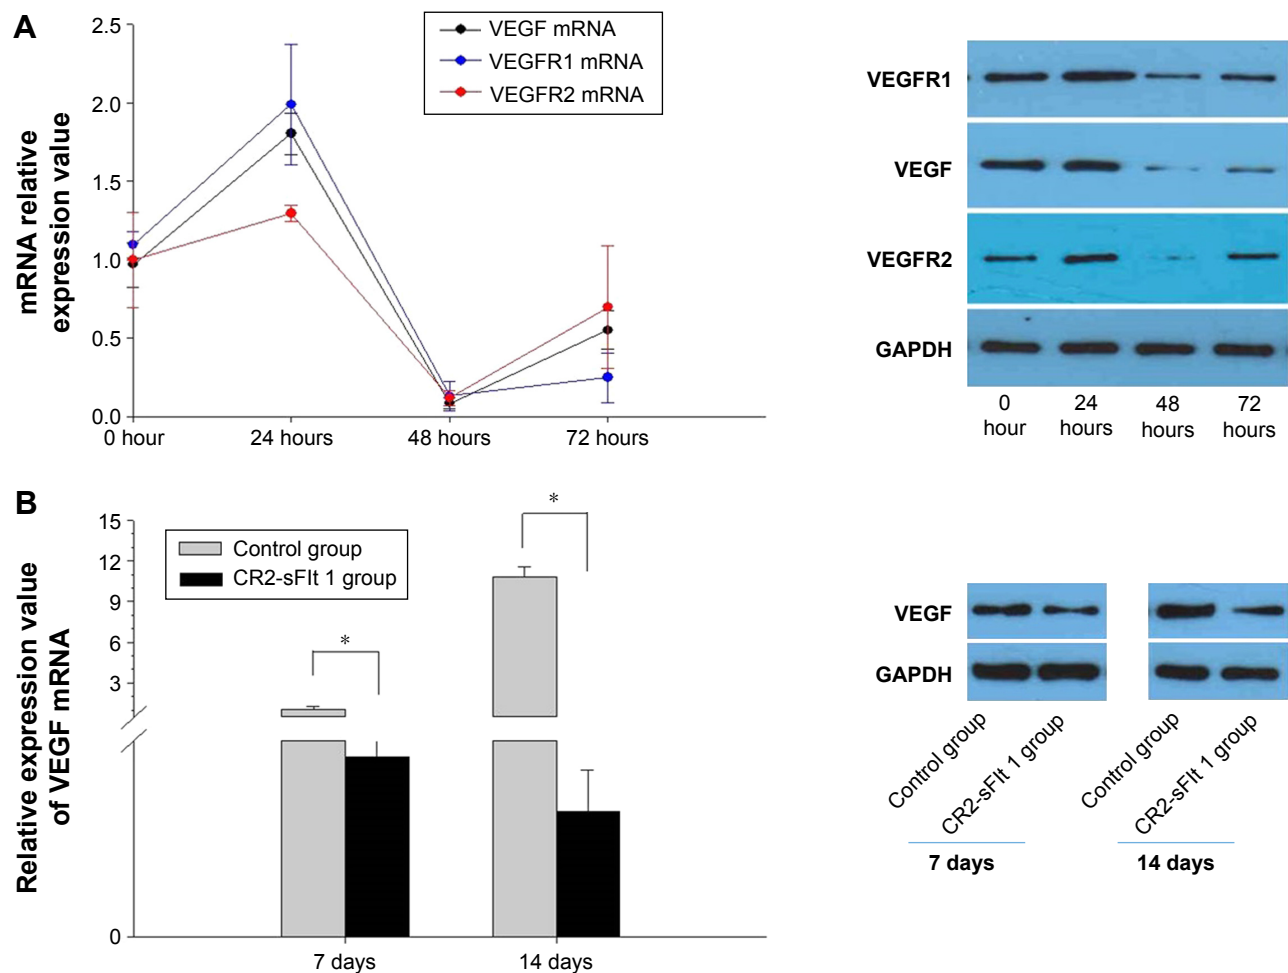 A
mRNA relative
expression value
2.5
2.0
1.5
1.0
0.5
0.0
VEGF mRNA
VEGFR1 mRNA
VEGFR2 mRNA
0 hour
24 hours
48 hours
72 hours
VEGFR1
VEGF
VEGFR2
GAPDH
0
hour
24
hours
48
hours
72
hours
B
Relative expression value
of VEGF mRNA
15
12
9
6
3
0
Control group
CR2-sFlt 1 group
*
*
7 days
14 days
VEGF
GAPDH
Control group
CR2-sFlt 1 group
Control group
CR2-sFlt 1 group
7 days
14 days